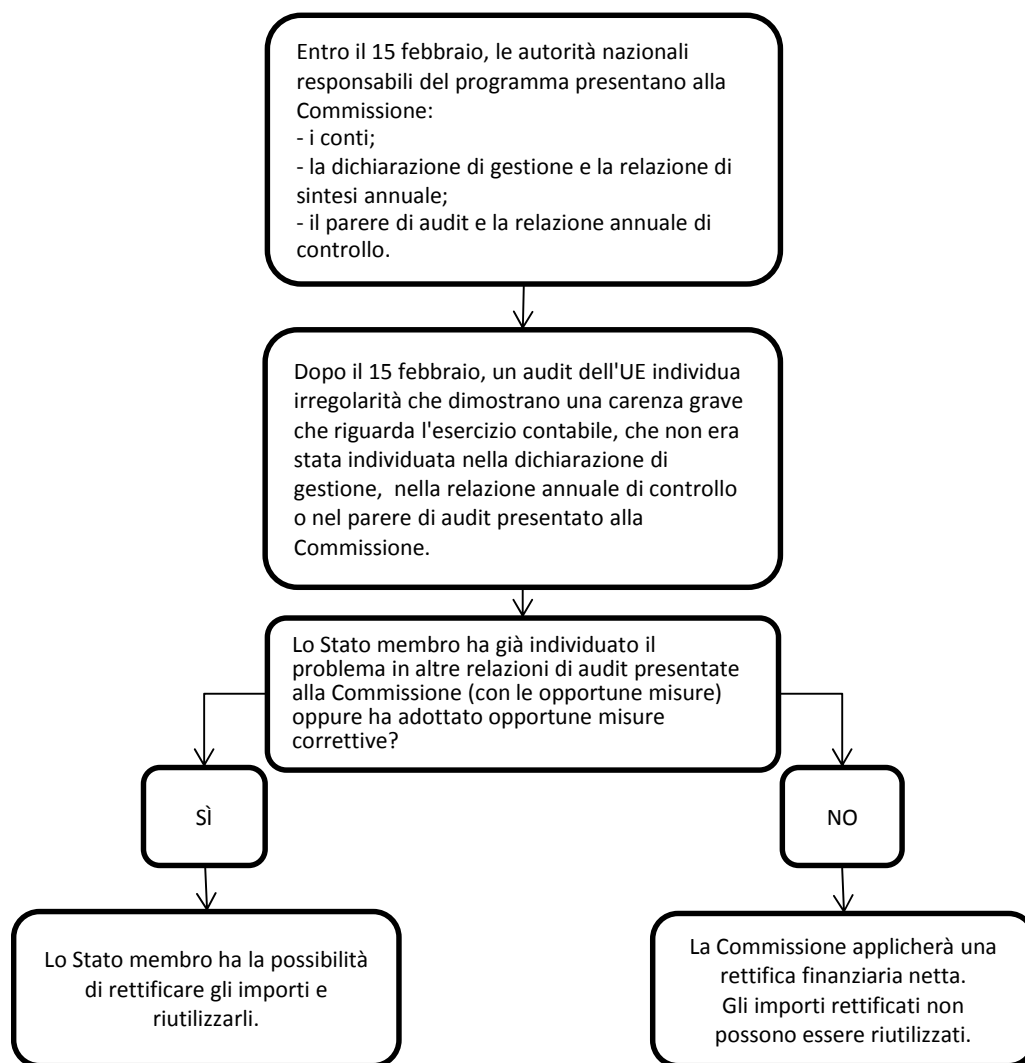 Entro il 15 febbraio, le autorità nazionali
responsabili del programma presentano alla
Commissione:
- i conti;
- la dichiarazione di gestione e la relazione di
sintesi annuale;
- il parere di audit e la relazione annuale di
controllo.
Dopo il 15 febbraio, un audit dell'UE individua
irregolarità che dimostrano una carenza grave
che riguarda l'esercizio contabile, che non era
stata individuata nella dichiarazione di
gestione,  nella relazione annuale di controllo
o nel parere di audit presentato alla
Commissione.
Lo Stato membro ha già individuato il
problema in altre relazioni di audit presentate
alla Commissione (con le opportune misure)
oppure ha adottato opportune misure
correttive?
SÌ
NO
Lo Stato membro ha la possibilità
di rettificare gli importi e
riutilizzarli.
La Commissione applicherà una
rettifica finanziaria netta.
Gli importi rettificati non
possono essere riutilizzati.